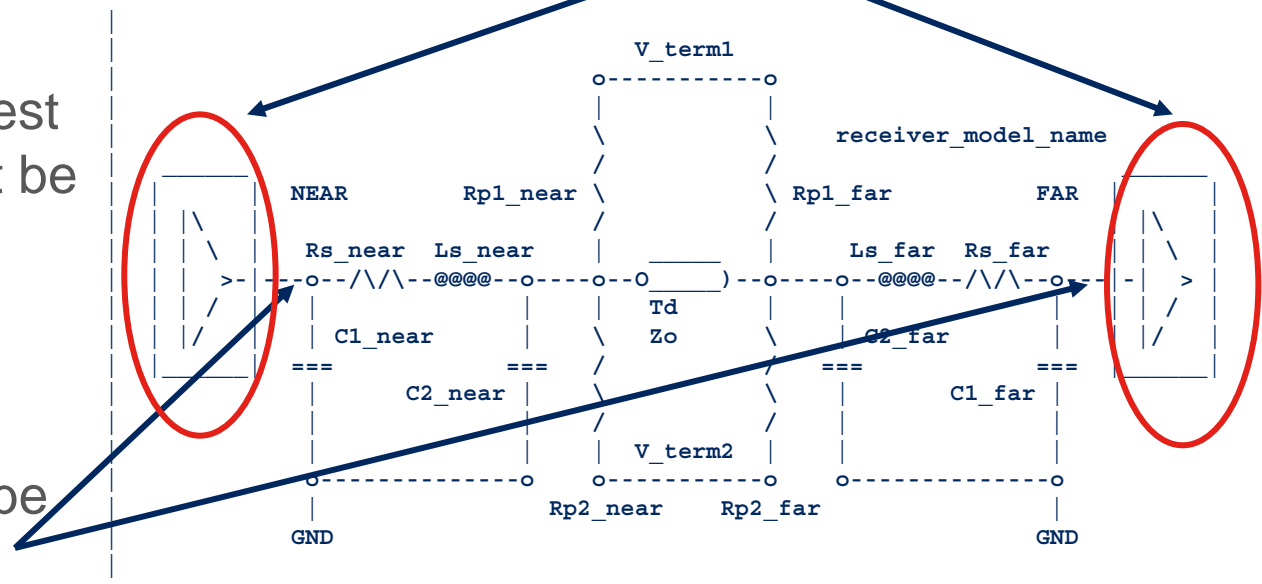 V_term1
est
receiver_model_name
t be
NEAR Rp1_near Rp1_far FAR
Rs_near Ls_near Ls_far Rs_far
Td
C1_near Zo C2_far
C2_near C1_far
V_term2
be
Rp2_near Rp2_far
GND GND